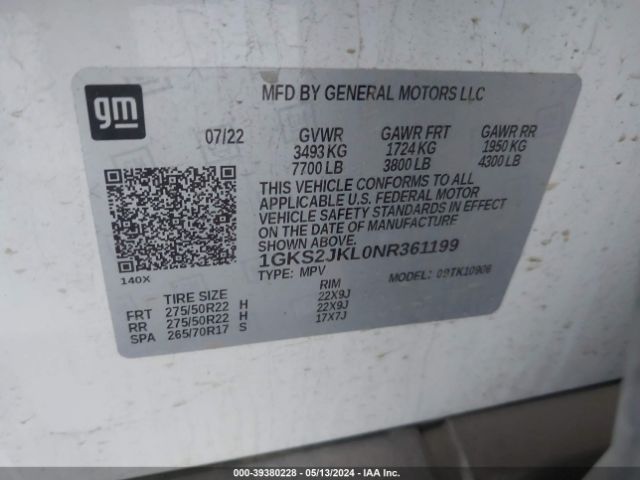 gm
MFD BY GENERAL MOTORS LLC
07/22 GVWR GAWR FRT GAWR RR
3493 KG 1724 KG 1950 KG
7700 LB 3800 LB 4300 LB
THIS VEHICLE CONFORMS TO ALL
APPLICABLE U.S. FEDERAL MOTOR
VEHICLE SAFETY STANDARDS IN EFFECT
ON THE DATE OF MANUFACTURE
SHOWN ABOVE.
140X
1GKS2JKL0NR361199
TYPE: MPV MODEL: 09TK10906
TIRE SIZE RIM
FRT 275/50R22 H 22X9J
RR 275/50R22 H 22X9J
SPA 265/70R17 S 17X7J
000-39380228 - 05/13/2024 - IAA Inc.